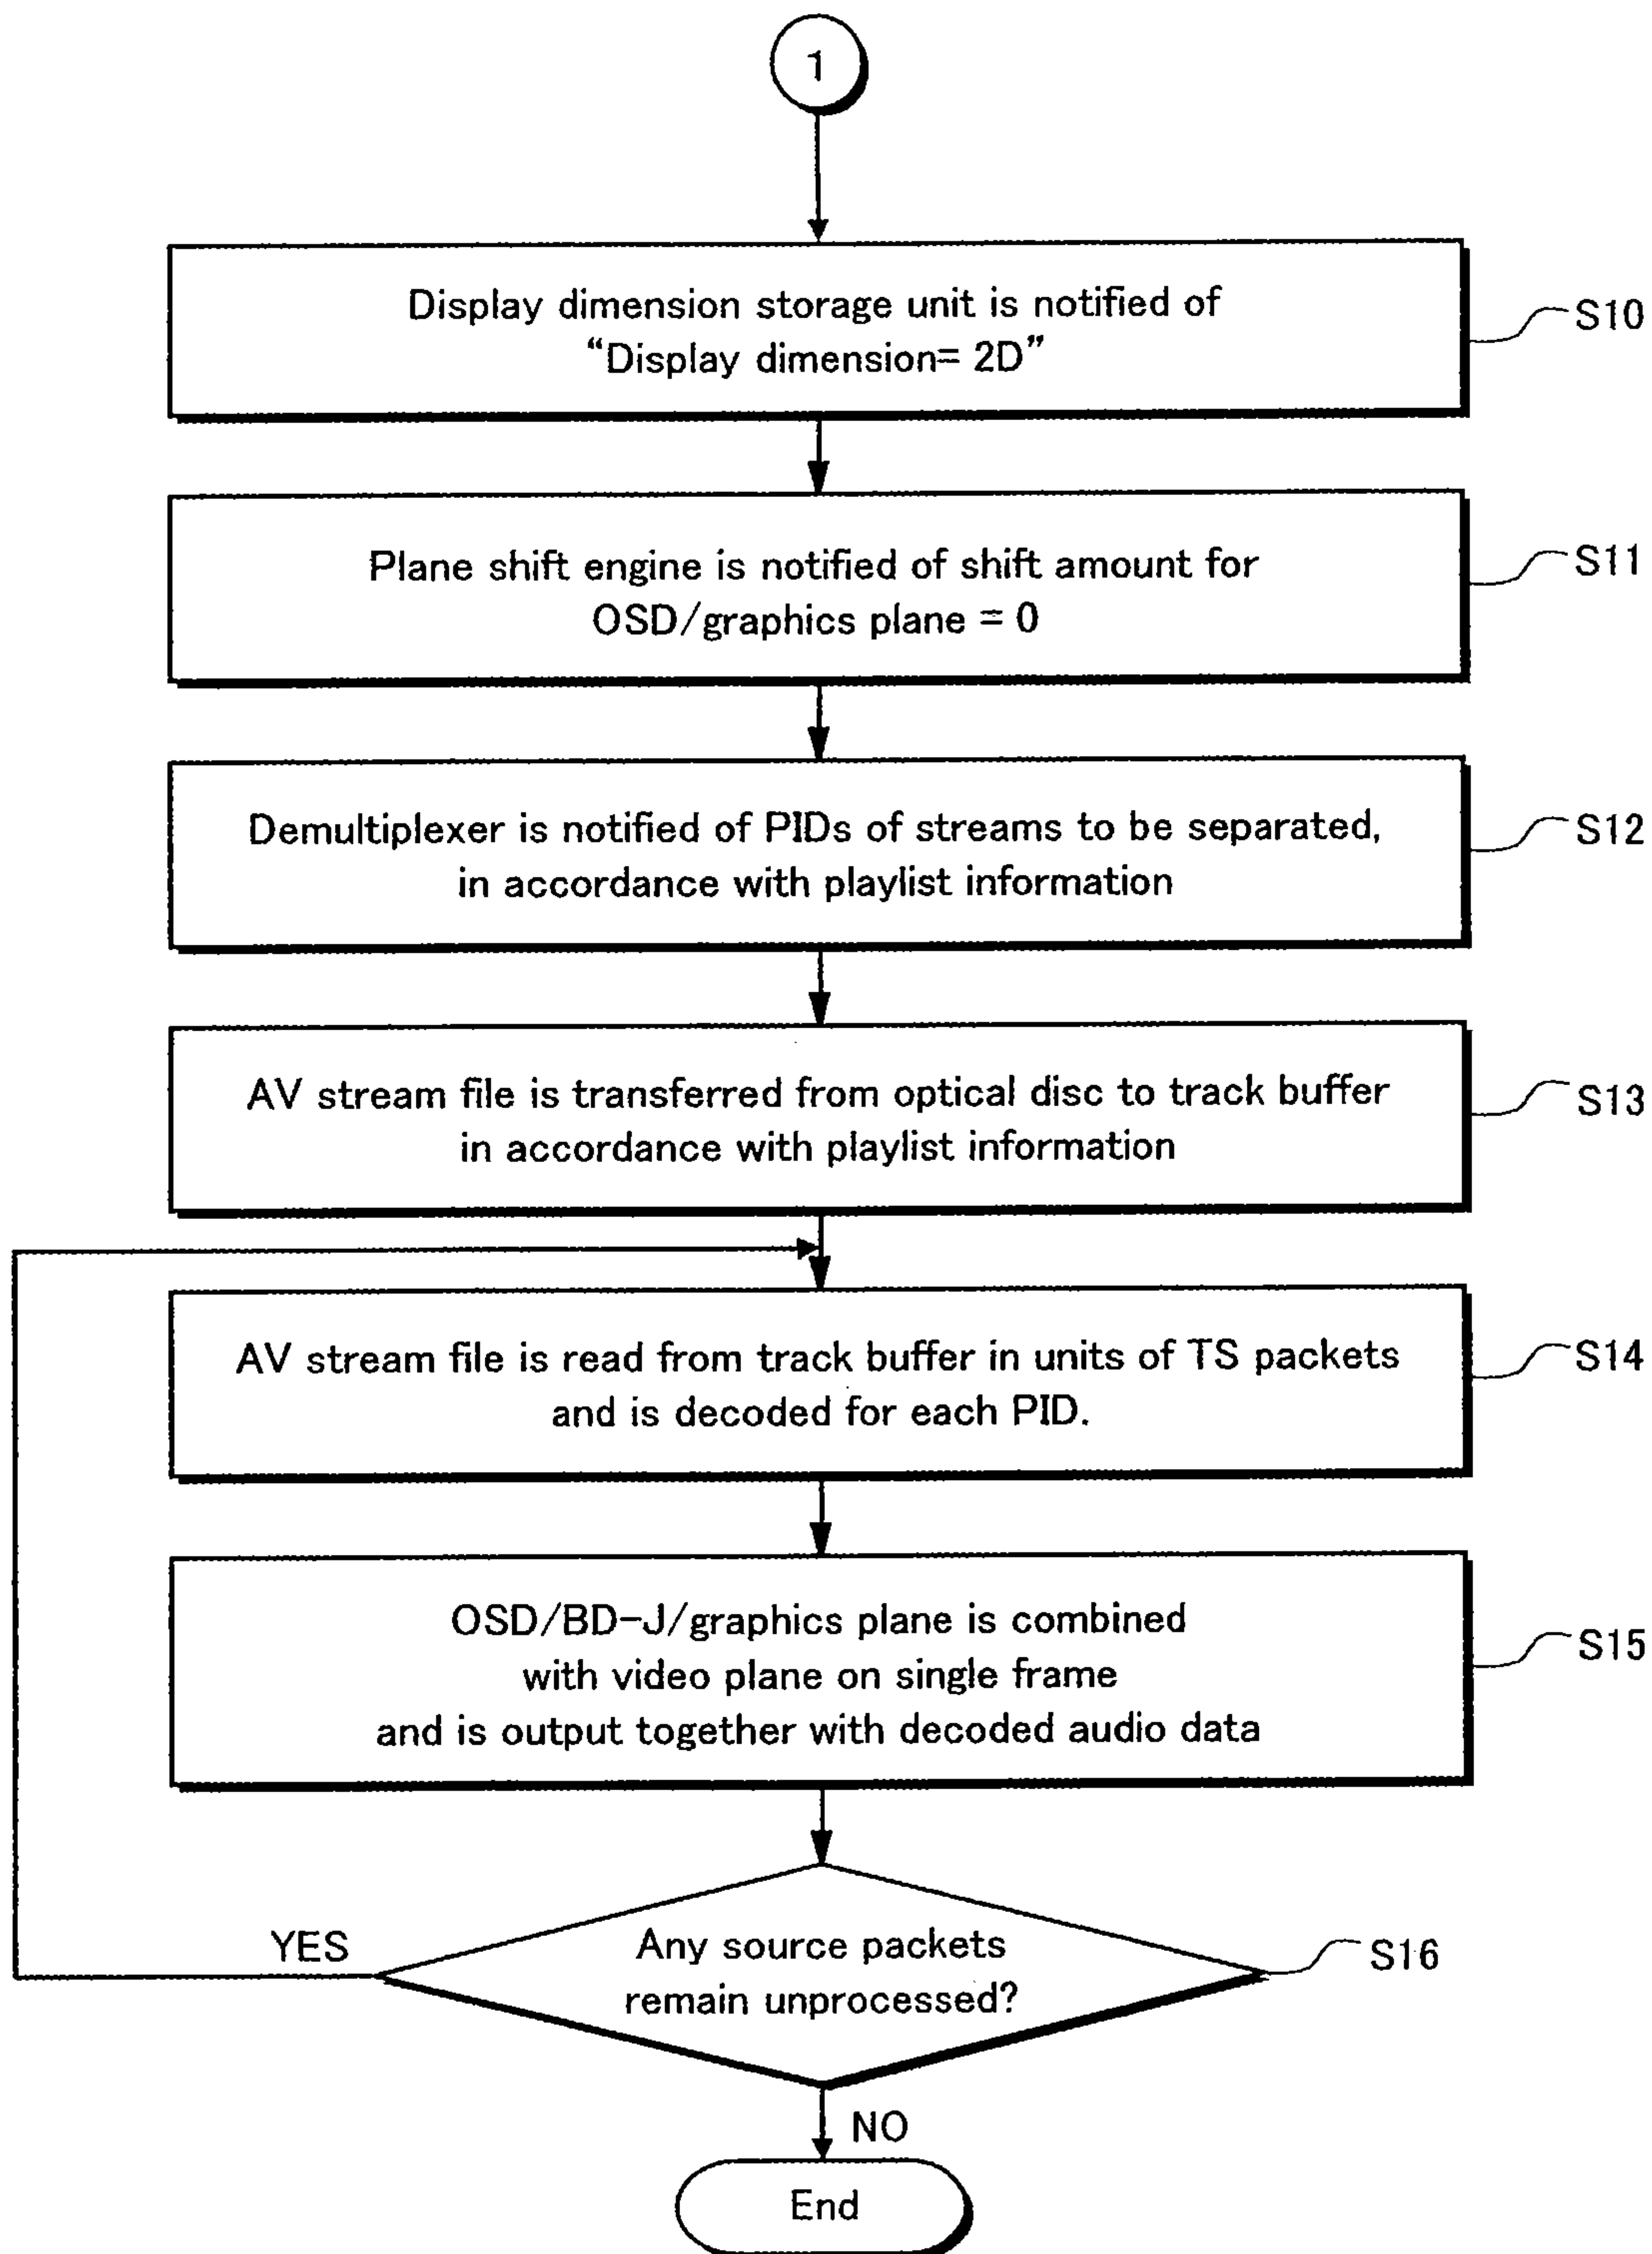 1
Display dimension storage unit is notified of
“Display dimension= 2D”
S10
Plane shift engine is notified of shift amount for
OSD/graphics plane = 0
S11
Demultiplexer is notified of PIDs of streams to be separated,
in accordance with playlist information
S12
AV stream file is transferred from optical disc to track buffer
in accordance with playlist information
S13
AV stream file is read from track buffer in units of TS packets
and is decoded for each PID.
S14
OSD/BD-J/graphics plane is combined
with video plane on single frame
and is output together with decoded audio data
S15
YES
Any source packets
remain unprocessed?
S16
NO
End